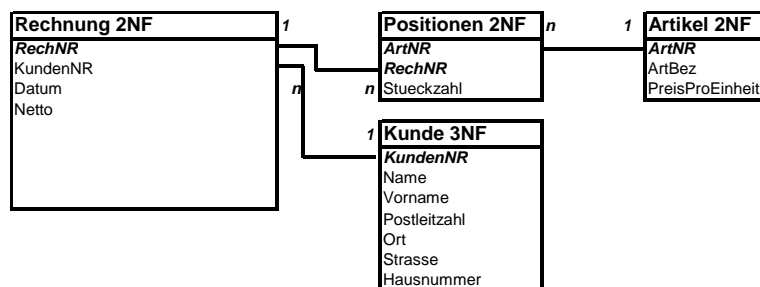 Rechnung 2NF
RechNR
KundenNR
Datum
Netto
1
n
n
Positionen 2NF
ArtNR
RechNR
Stueckzahl
n
1
Artikel 2NF
ArtNR
ArtBez
PreisProEinheit
1
Kunde 3NF
KundenNR
Name
Vorname
Postleitzahl
Ort
Strasse
Hausnummer